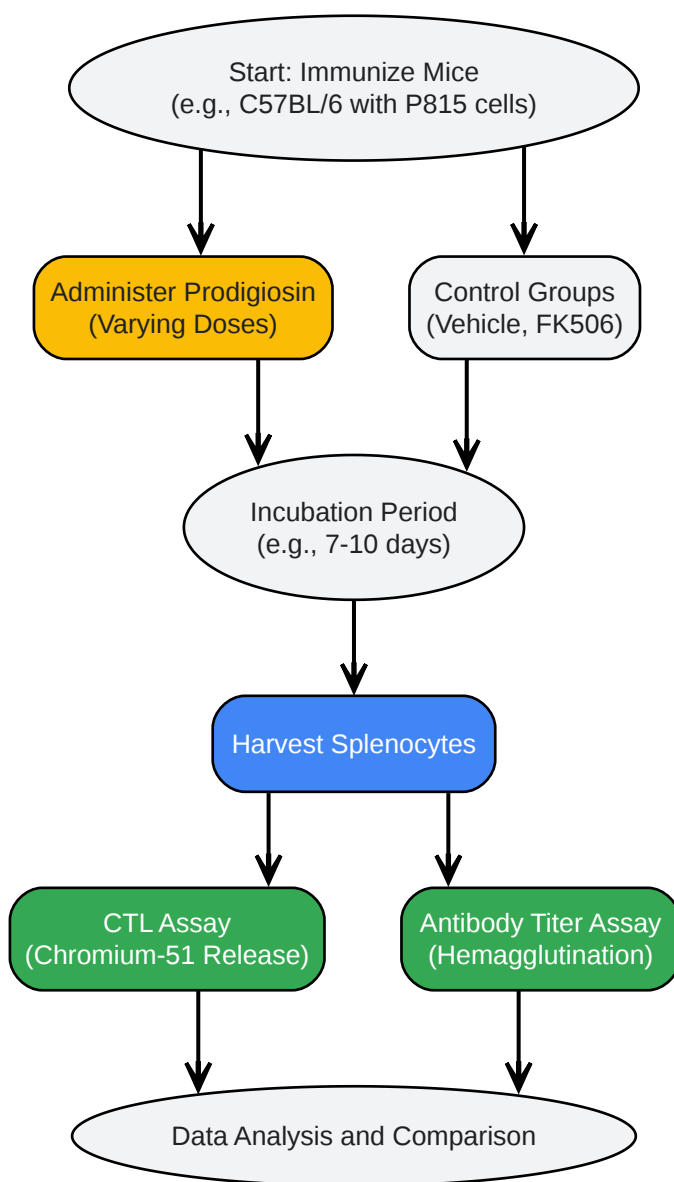 Start: Immunize Mice
(e.g., C57BL/6 with P815 cells)
Administer Prodigiosin
(Varying Doses)
Control Groups
(Vehicle, FK506)
Incubation Period
(e.g., 7-10 days)
Harvest Splenocytes
CTL Assay
(Chromium-51 Release)
Antibody Titer Assay
(Hemagglutination)
Data Analysis and Comparison